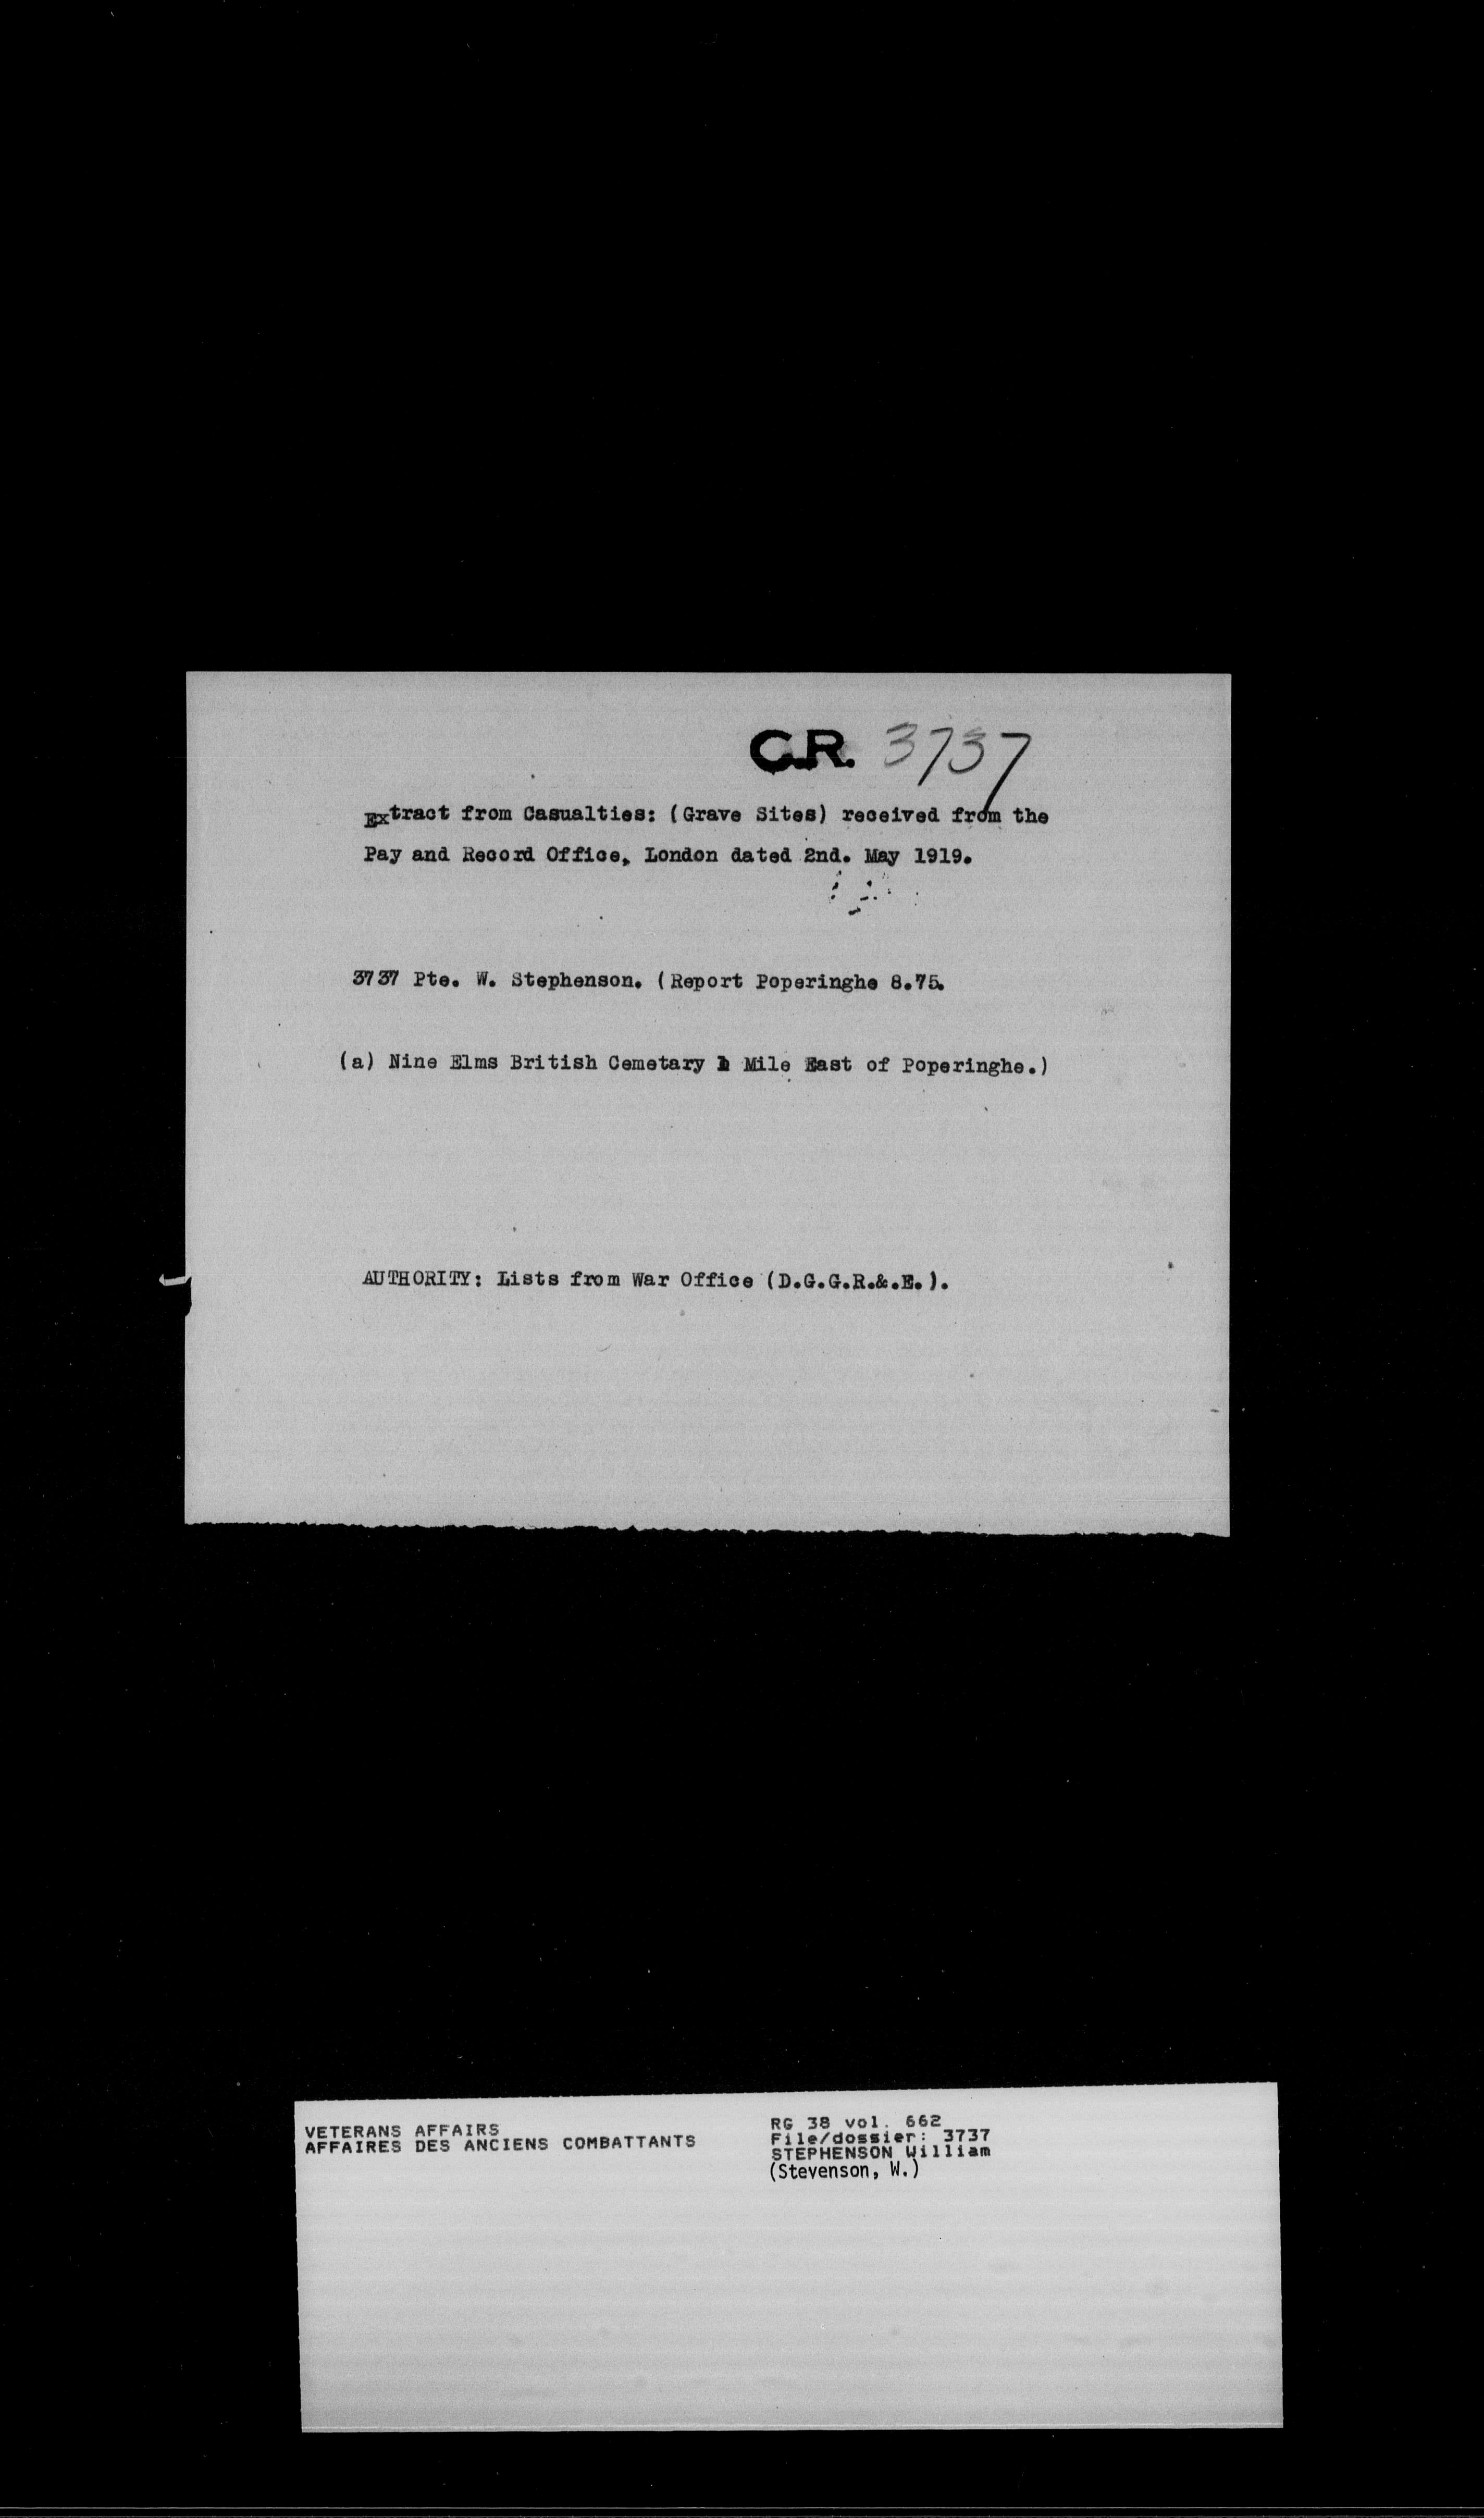 C.R. 3737
Extract from Casualties: (Grave Sites) received from the
Pay and Record Office, London dated 2nd. May 1919.
3737 Pte. W. Stephenson. (Report Poperinghe 8.75.
(a) Nine Elms British Cemetary Mile East of Poperinghe.)
AUTHORITY: Lists from War Office (D.G.G.R.&.E.).
VETERANS AFFAIRS
AFFAIRES DES ANCIENS COMBATTANTS
RG 38 vol. 662
File/dossier: 3737
STEPHENSON William
(Stevenson, W.)